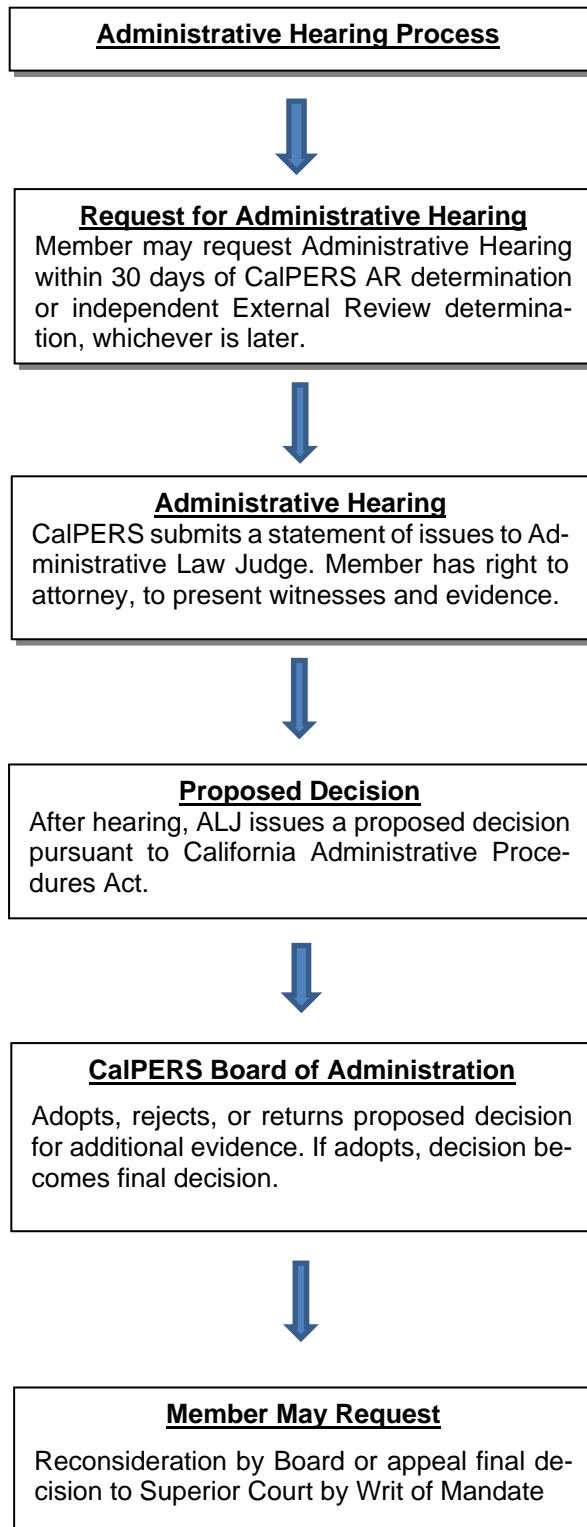 Administrative Hearing Process
Request for Administrative Hearing
Member may request Administrative Hearing
within 30 days of CalPERS AR determination
or independent External Review determina-
tion, whichever is later.
Administrative Hearing
CalPERS submits a statement of issues to Ad-
ministrative Law Judge. Member has right to
attorney, to present witnesses and evidence.
Proposed Decision
After hearing, ALJ issues a proposed decision
pursuant to California Administrative Proce-
dures Act.
CalPERS Board of Administration
Adopts, rejects, or returns proposed decision
for additional evidence. If adopts, decision be-
comes final decision.
Member May Request
Reconsideration by Board or appeal final de-
cision to Superior Court by Writ of Mandate